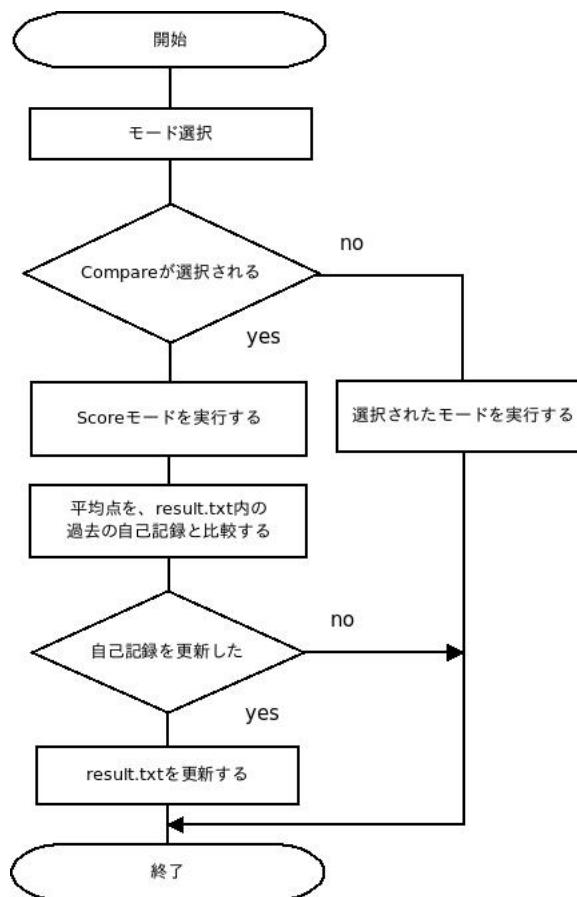 開始
モード選択
Compareが選択される
no
yes
Scoreモードを実行する
選択されたモードを実行する
平均点を、result.txt内の
過去の自己記録と比較する
自己記録を更新した
no
yes
result.txtを更新する
終了